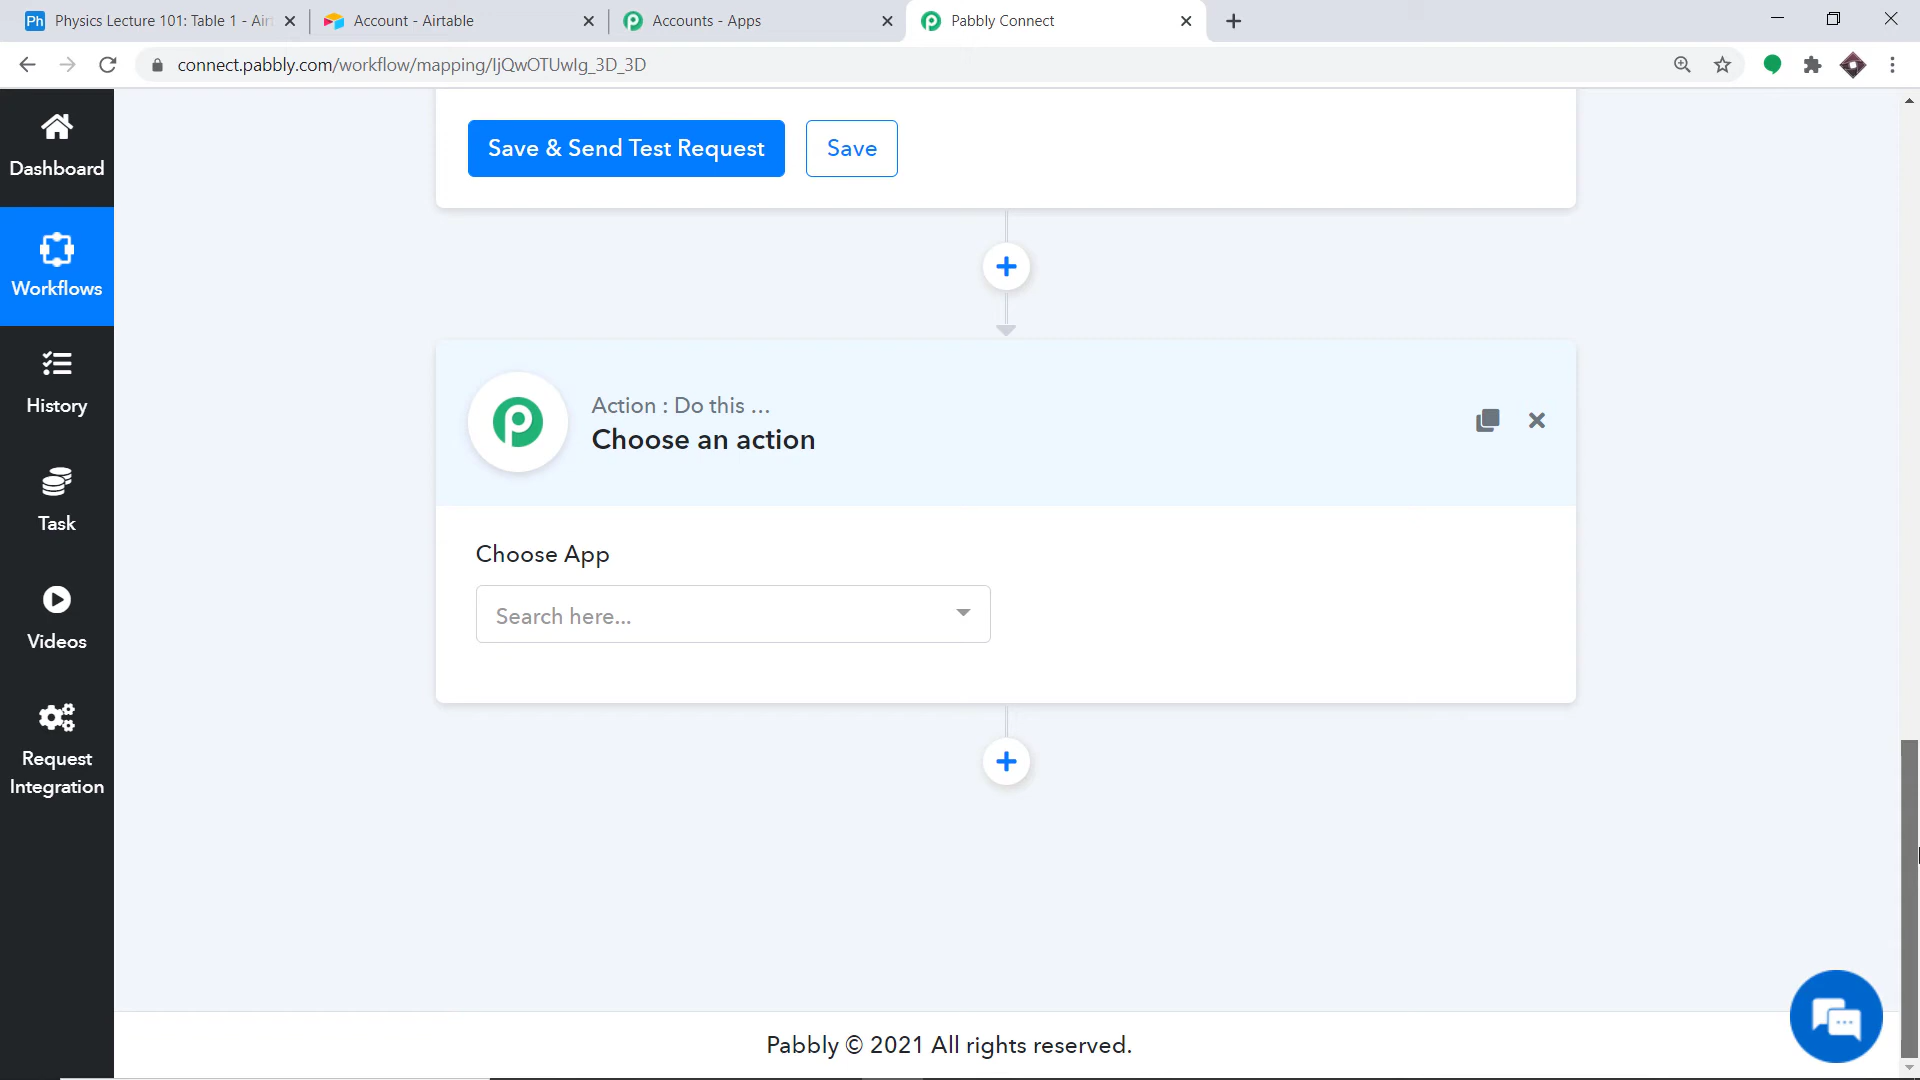 Physics Lecture 101: Table 1 - Air
Account - Airtable
Accounts - Apps
Pabbly Connect
connect.pabbly.com/workflow/mapping/IjQwOTUwIg_3D_3D
Dashboard
Workflows
History
Task
Videos
Request
Integration
Save & Send Test Request
Save
Action : Do this ...
Choose an action
Choose App
Search here...
Pabbly © 2021 All rights reserved.